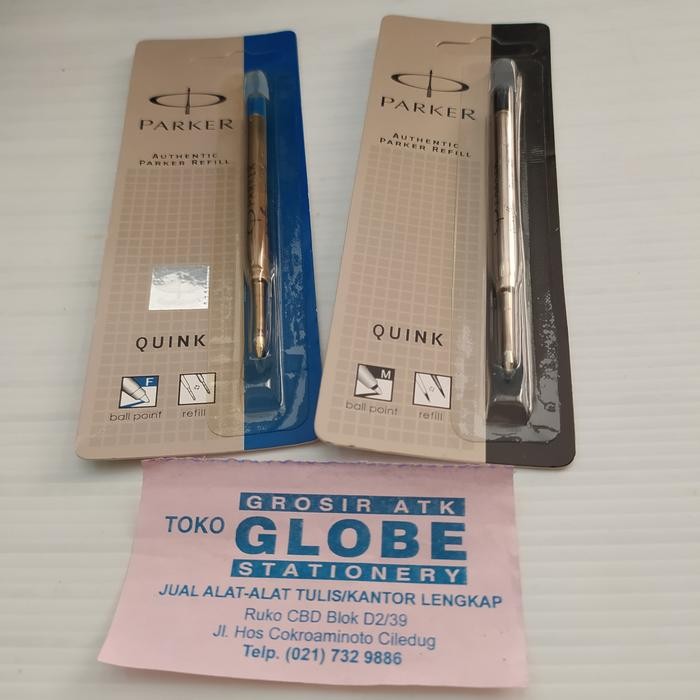 PARKER
AUTHENTIC
PARKER REFILL
QUINK
F
ball point
refill
PARKER
AUTHENTIC
PARKER REFILL
QUINK
M
ball point
refill
GROSIR ATK
TOKO GLOBE
STATIONERY
JUAL ALAT-ALAT TULIS/KANTOR LENGKAP
Ruko CBD Blok D2/39
Jl. Hos Cokroaminoto Ciledug
Telp. (021) 732 9886